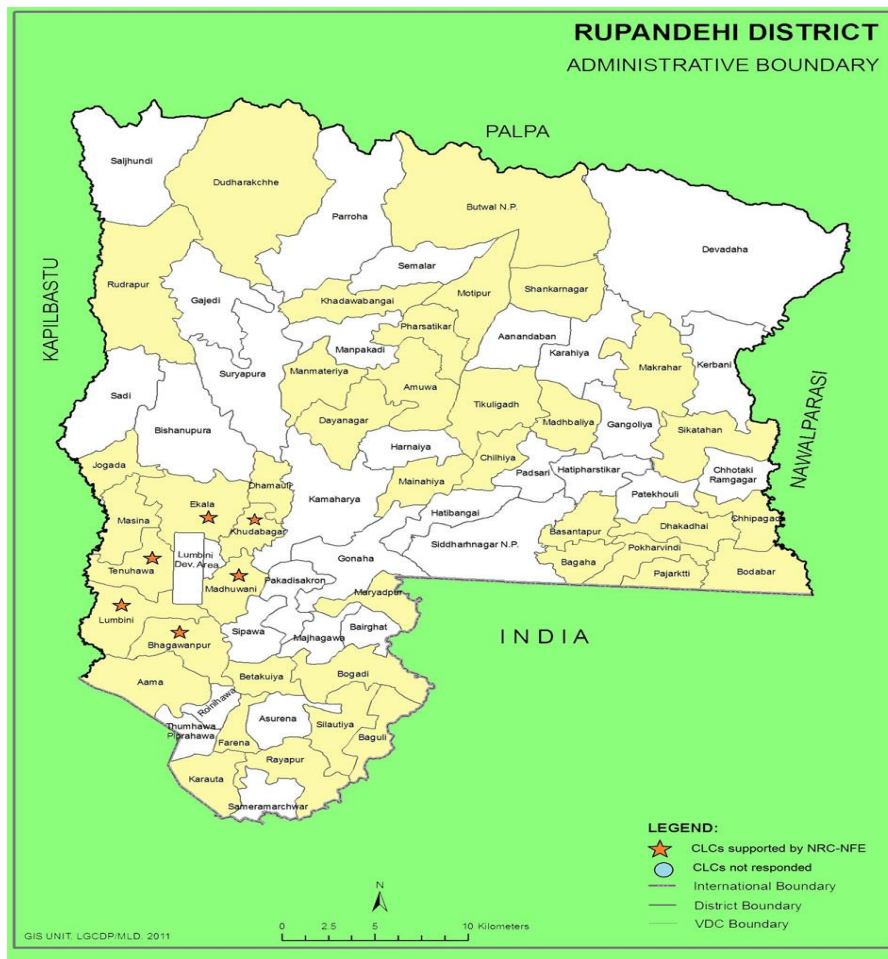 RUPANDEHI DISTRICT
ADMINISTRATIVE BOUNDARY
PALPA
Saljhundi
Dudharakchhe
Parroha
Butwal N.P.
Devadaha
Semalar
KAPILBASTU
Rudrapur
Gajedi
Khadawabangai
Motipur
Shankarnagar
Pharsatikar
Manpakadi
Aanandaban
Karahiya
Suryapura
Manmateriya
Makrahar
Kerbani
Sadi
Amuwa
Tikuligadh
NAWALPARASI
Dayanagar
Madhbaliya
Gangoliya
Sikatahan
Bishanupura
Harnaiya
Jogada
Chilhiya
Padsari
Hatipharstikar
Chhotaki
Ramgagar
Dhamauli
Mainahiya
Kamaharya
Patekhouli
Ekala
Masina
Khudabagar
Hatibangai
Basantapur
Dhakadhai
Chhipagad
Siddharhnagar N.P.
Pokharvindi
Lumbini
Dev. Area
Gonaha
Tenuhawa
Bagaha
Pajarktti
Bodabar
Pakadisakron
Madhuwani
Maryadpur
Lumbini
Sipawa
Majhagawa
Bairghat
INDIA
Bhagawanpur
Aama
Betakuiya
Bogadi
Roinihawa
Thumhawa
Piprahawa
Asurena
Silautiya
Farena
Baguli
Rayapur
Karauta
Sameramarchwar
LEGEND:
CLCs supported by NRC-NFE
CLCs not responded
International Boundary
District Boundary
VDC Boundary
N
0 2.5 5 10 Kilometers
GIS UNIT, LGCDP/MLD, 2011